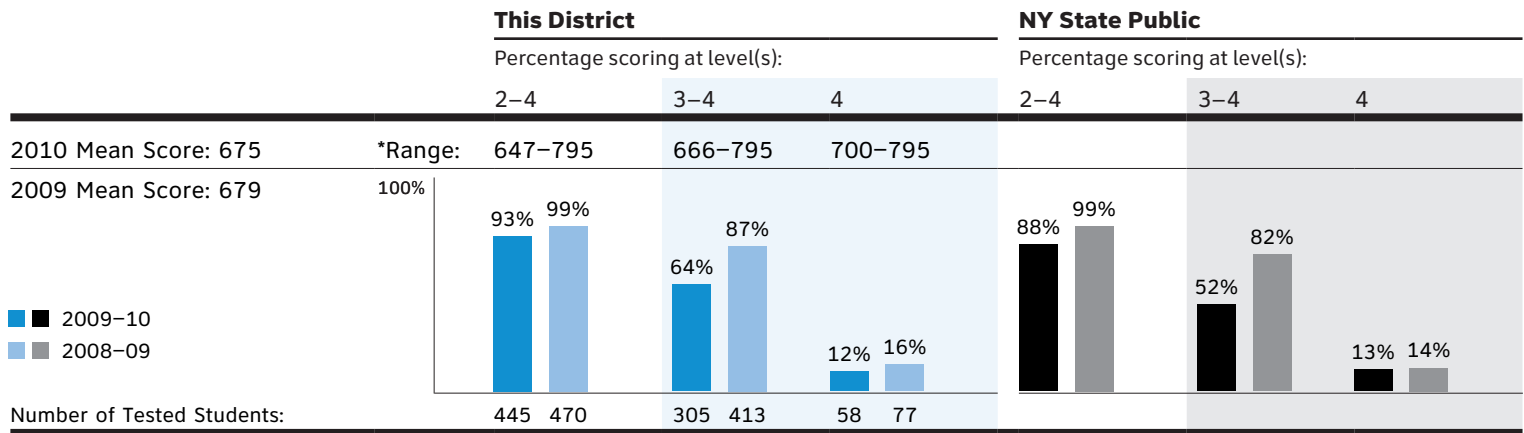 This District NY State Public
Percentage scoring at level(s): Percentage scoring at level(s):
2–4 3–4 4 2–4 3–4 4
2010 Mean Score: 675 *Range: 647–795 666–795 700–795
2009 Mean Score: 679 100%
93% 99% 87% 88% 99% 82%
64% 52%
12% 16% 13% 14%
2009–10
2008–09
Number of Tested Students: 445 470 305 413 58 77